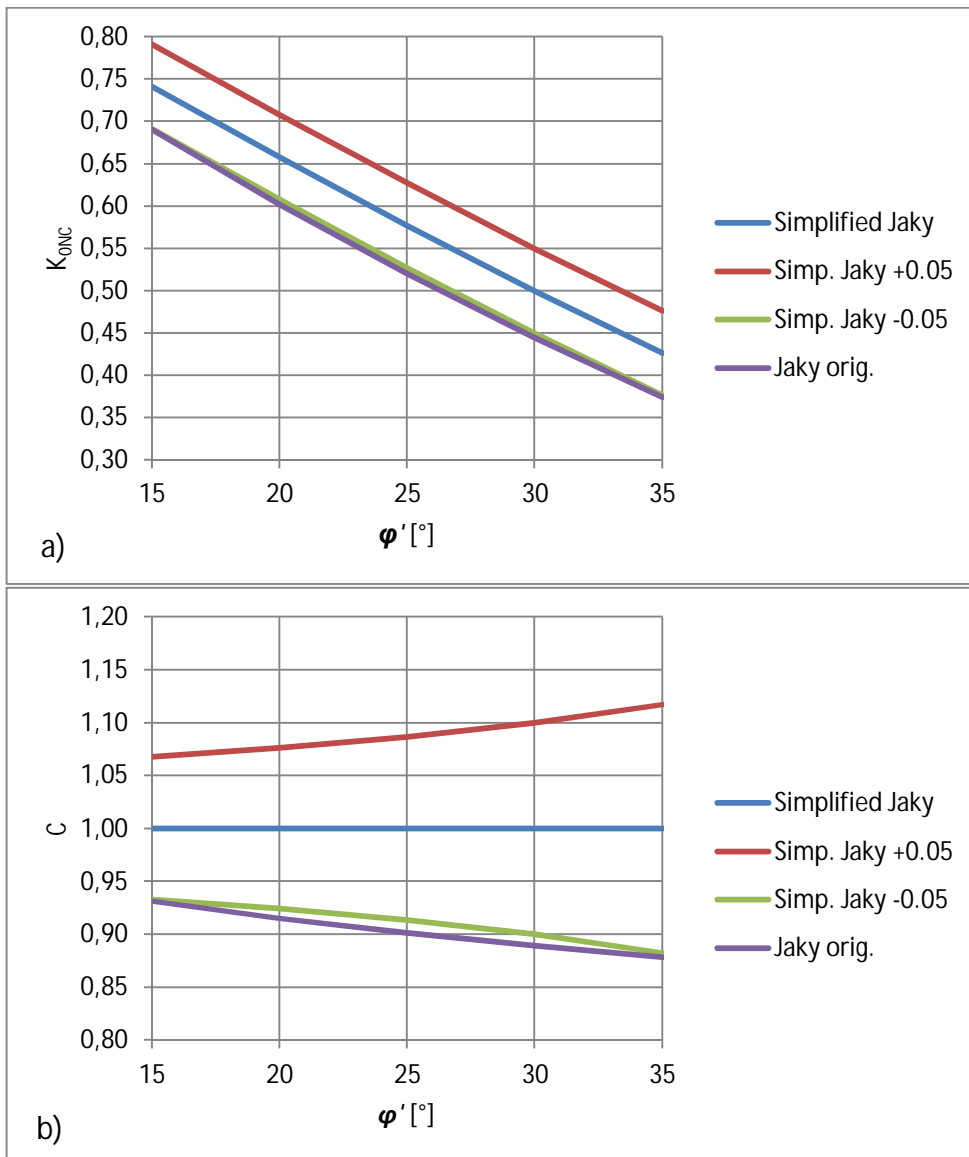 0,80
0,75
0,70
0,65
0,60
0,55
0,50
0,45
0,40
0,35
0,30
K0NC
15 20 25 30 35
φ' [°]
a)
Simplified Jaky
Simp. Jaky +0.05
Simp. Jaky -0.05
Jaky orig.
1,20
1,15
1,10
1,05
1,00
0,95
0,90
0,85
0,80
C
15 20 25 30 35
φ' [°]
b)
Simplified Jaky
Simp. Jaky +0.05
Simp. Jaky -0.05
Jaky orig.